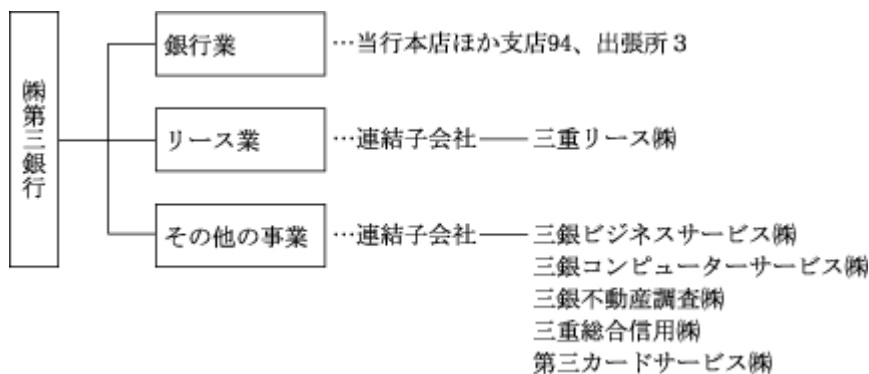 ㈱第三銀行
銀行業 …当行本店ほか支店94、出張所3
リース業 …連結子会社── 三重リース㈱
その他の事業 …連結子会社── 三銀ビジネスサービス㈱
三銀コンピューターサービス㈱
三銀不動産調査㈱
三重総合信用㈱
第三カードサービス㈱